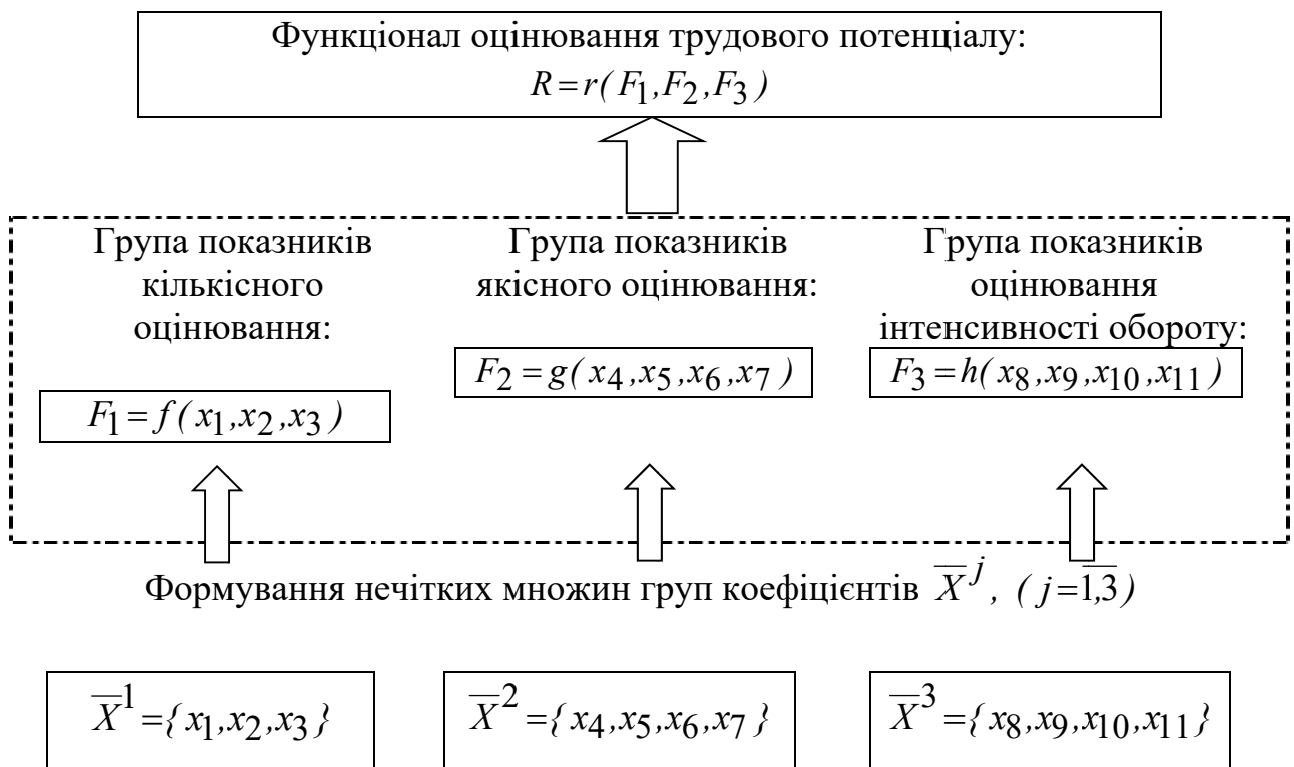 Функціонал оцінювання трудового потенціалу:
R=r(F1,F2,F3)
Група показників
кількісного
оцінювання:
F1=f(x1,x2,x3)
Група показників
якісного оцінювання:
F2=g(x4,x5,x6,x7)
Група показників
оцінювання
інтенсивності обороту:
F3=h(x8,x9,x10,x11)
Формування нечітких множин груп коефіцієнтів X̅^j, (j=1,3)
X̅^1={x1,x2,x3}
X̅^2={x4,x5,x6,x7}
X̅^3={x8,x9,x10,x11}